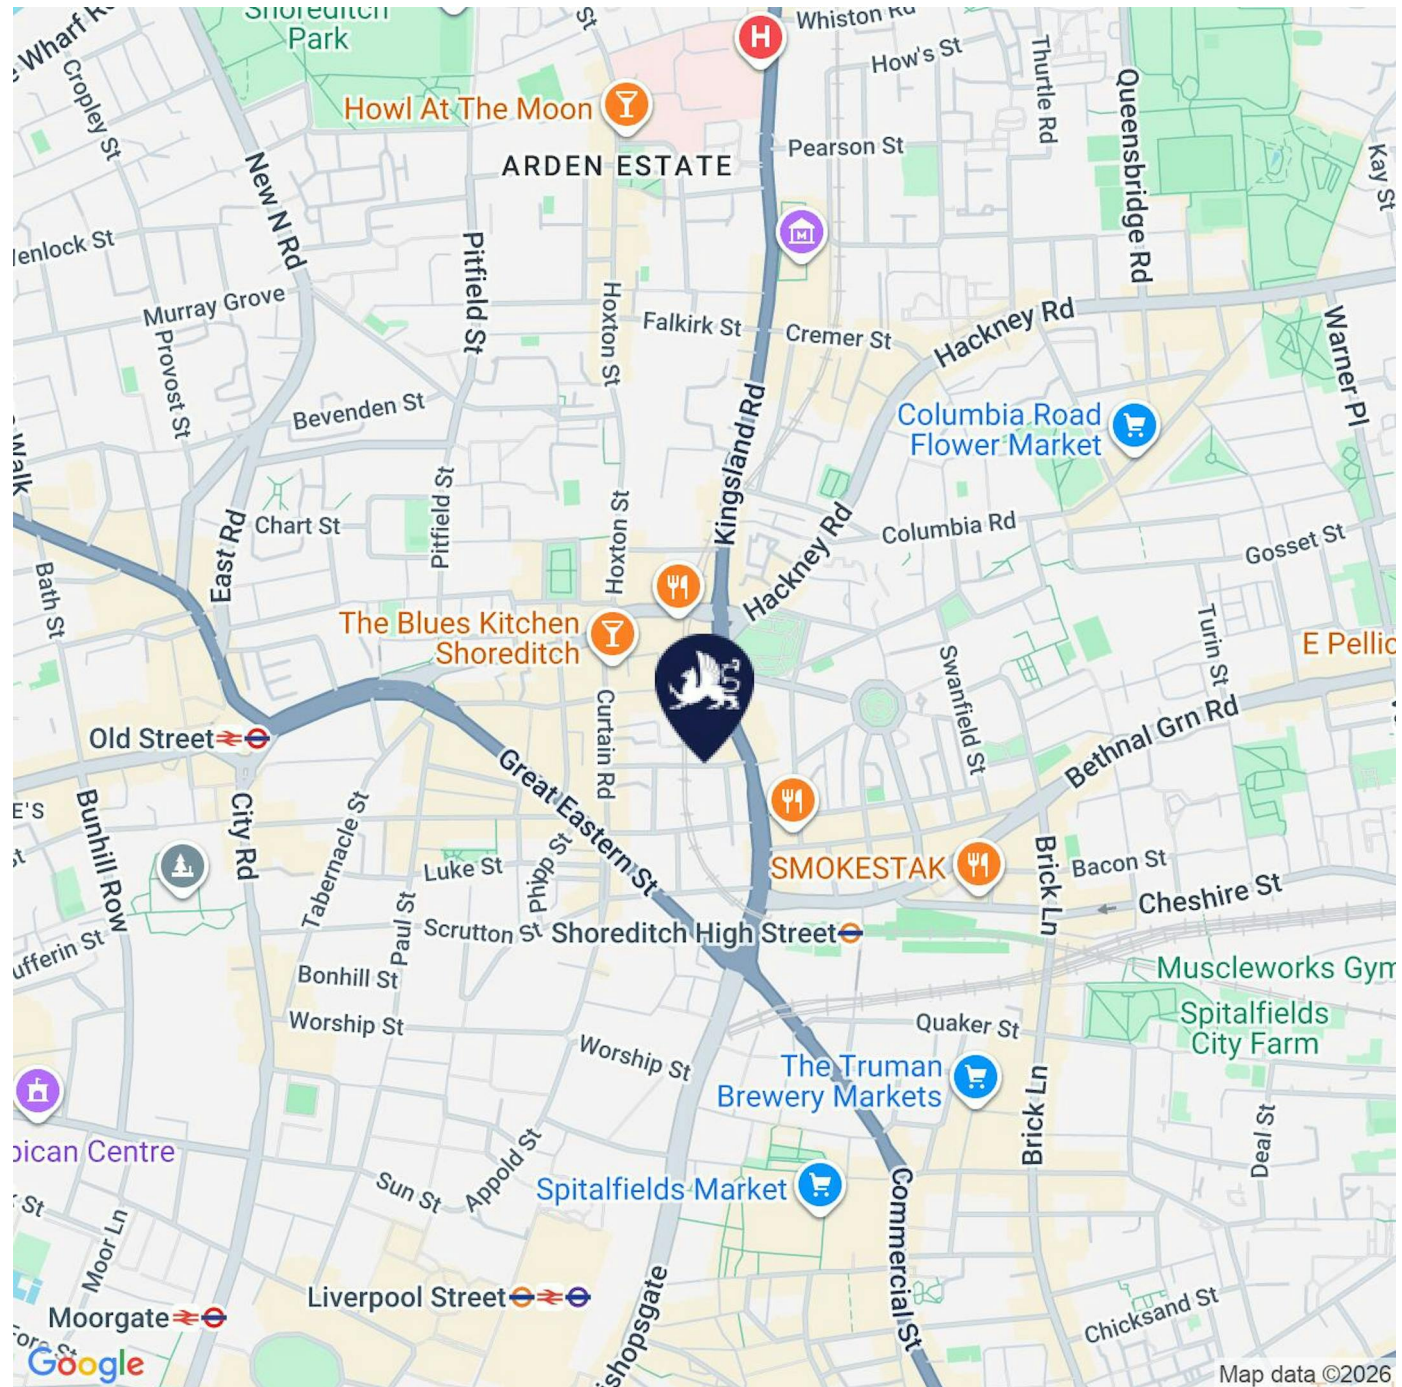 Shoreditch
Park
Whiston Rd
How's St
Cropley St
Thurtle Rd
Queensbridge Rd
Howl At The Moon
H
Pearson St
ARDEN ESTATE
Kay St
New N Rd
Pitfield St
M
Murray Grove
Hoxton St
Falkirk St
Cremer St
Hackney Rd
Warner Pl
Provost St
Bevenden St
Kingsland Rd
Columbia Road
Flower Market
Walk
Pitfield St
Hoxton St
Chart St
East Rd
Hackney Rd
Columbia Rd
Gosset St
Bath St
The Blues Kitchen
Shoreditch
Turin St
E Pellic
Swanfield St
S
Curtain Rd
Bethnal Grn Rd
Old Street
Great Eastern St
E'S
Bunhill Row
City Rd
Tabernacle St
Luke St
Phipp St
SMOKESTAK
Brick Ln
Bacon St
Cheshire St
Paul St
Scrutton St
Shoreditch High Street
ufferin St
Bonhill St
Muscleworks Gym
Worship St
Quaker St
Spitalfields
City Farm
Worship St
The Truman
Brewery Markets
Brick Ln
Deal St
bican Centre
Sun St
Appold St
Spitalfields Market
Commercial St
St
Moor Ln
Liverpool Street
Bishopsgate
Moorgate
Chicksand St
Fore St
Google
Map data ©2026